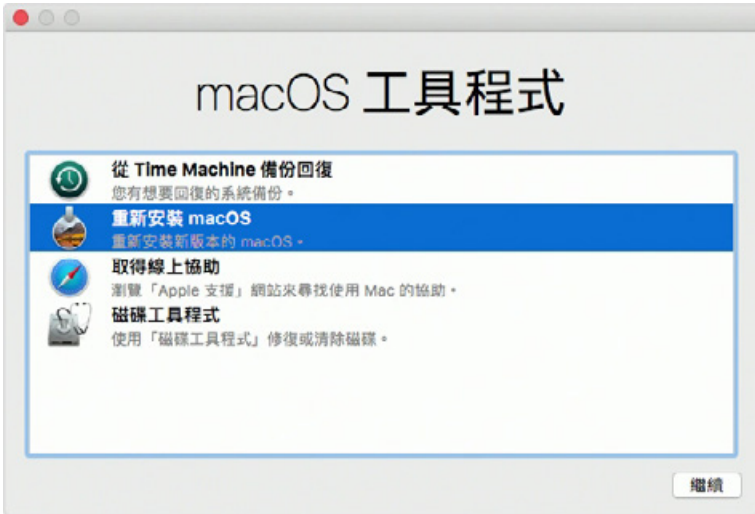 macOS 工具程式
從 Time Machine 備份回復
您有想要回復的系統備份。
重新安裝 macOS
重新安裝新版本的 macOS。
取得線上協助
瀏覽「Apple 支援」網站來尋找使用 Mac 的協助。
磁碟工具程式
使用「磁碟工具程式」修復或清除磁碟。
繼續